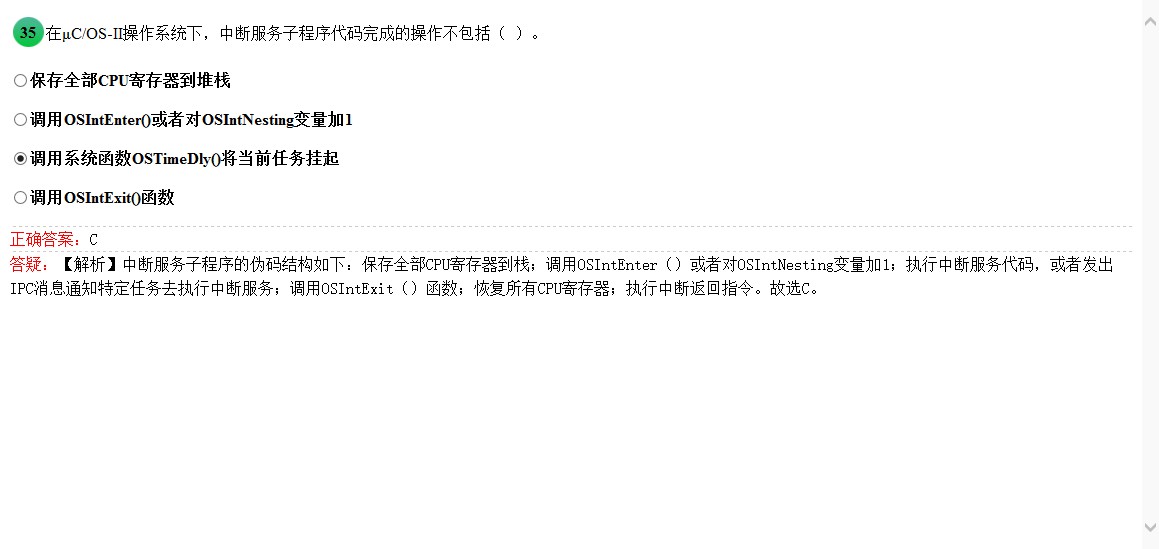 35 在μC/OS-II操作系统下，中断服务子程序代码完成的操作不包括（ ）。
保存全部CPU寄存器到堆栈
调用OSIntEnter()或者对OSIntNesting变量加1
调用系统函数OSTimeDly()将当前任务挂起
调用OSIntExit()函数
正确答案：C
答疑：【解析】中断服务子程序的伪码结构如下：保存全部CPU寄存器到栈；调用OSIntEnter（）或者对OSIntNesting变量加1；执行中断服务代码，或者发出
IPC消息通知特定任务去执行中断服务；调用OSIntExit（）函数；恢复所有CPU寄存器；执行中断返回指令。故选C。